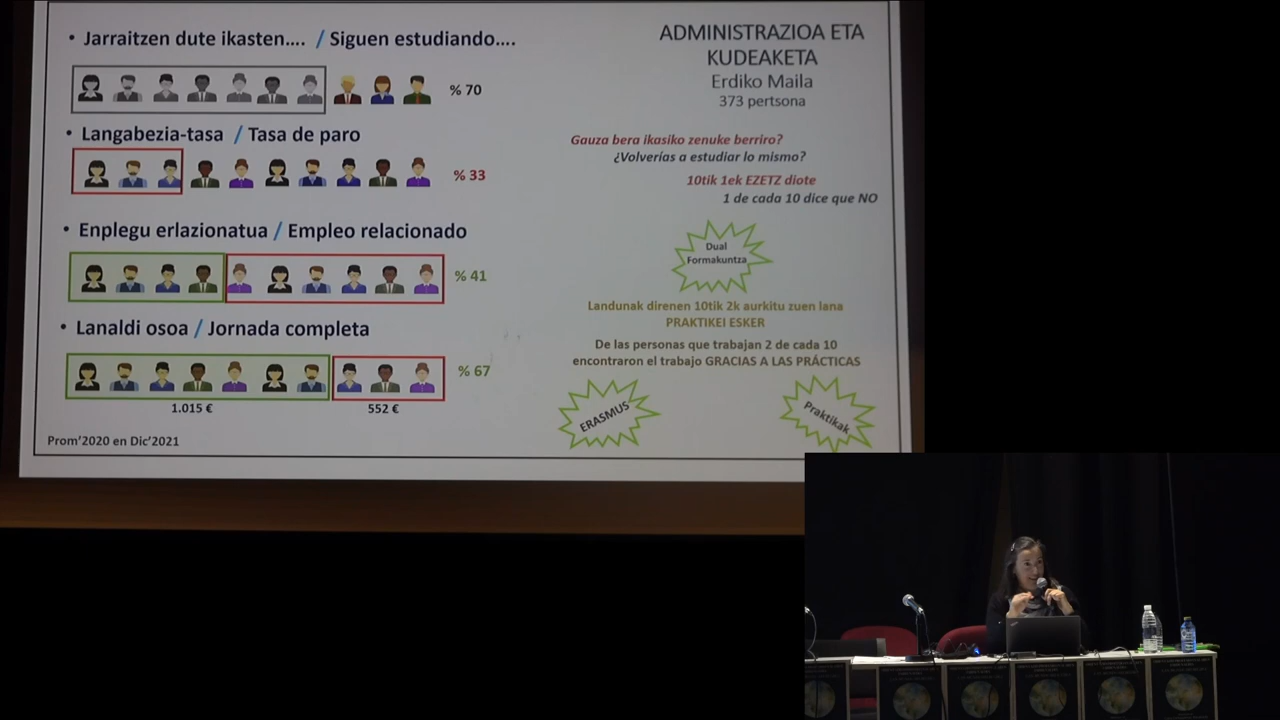 • Jarraitzen dute ikasten.... / Siguen estudiando....
% 70
• Langabezia-tasa / Tasa de paro
% 33
• Enplegu erlazionatua / Empleo relacionado
% 41
• Lanaldi osoa / Jornada completa
% 67
1.015 €
552 €
Prom'2020 en Dic'2021
ADMINISTRAZIOA ETA
KUDEAKETA
Erdiko Maila
373 pertsona
Gauza bera ikasiko zenuke berriro?
¿Volverías a estudiar lo mismo?
10tik 1ek EZETZ diote
1 de cada 10 dice que NO
Dual
Formakuntza
Landunak direnen 10tik 2k aurkitu zuen lana
PRAKTIKEI ESKER
De las personas que trabajan 2 de cada 10
encontraron el trabajo GRACIAS A LAS PRÁCTICAS
ERASMUS
Praktikak